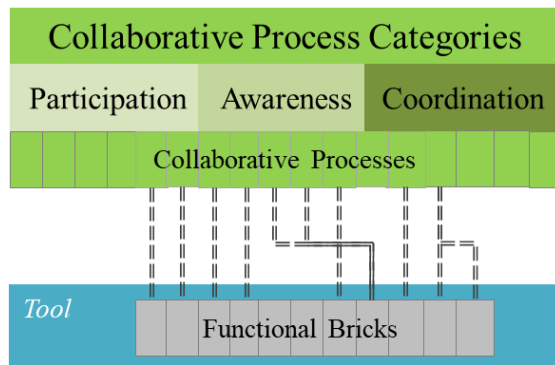 Collaborative Process Categories
Participation Awareness Coordination
Collaborative Processes
Tool
Functional Bricks